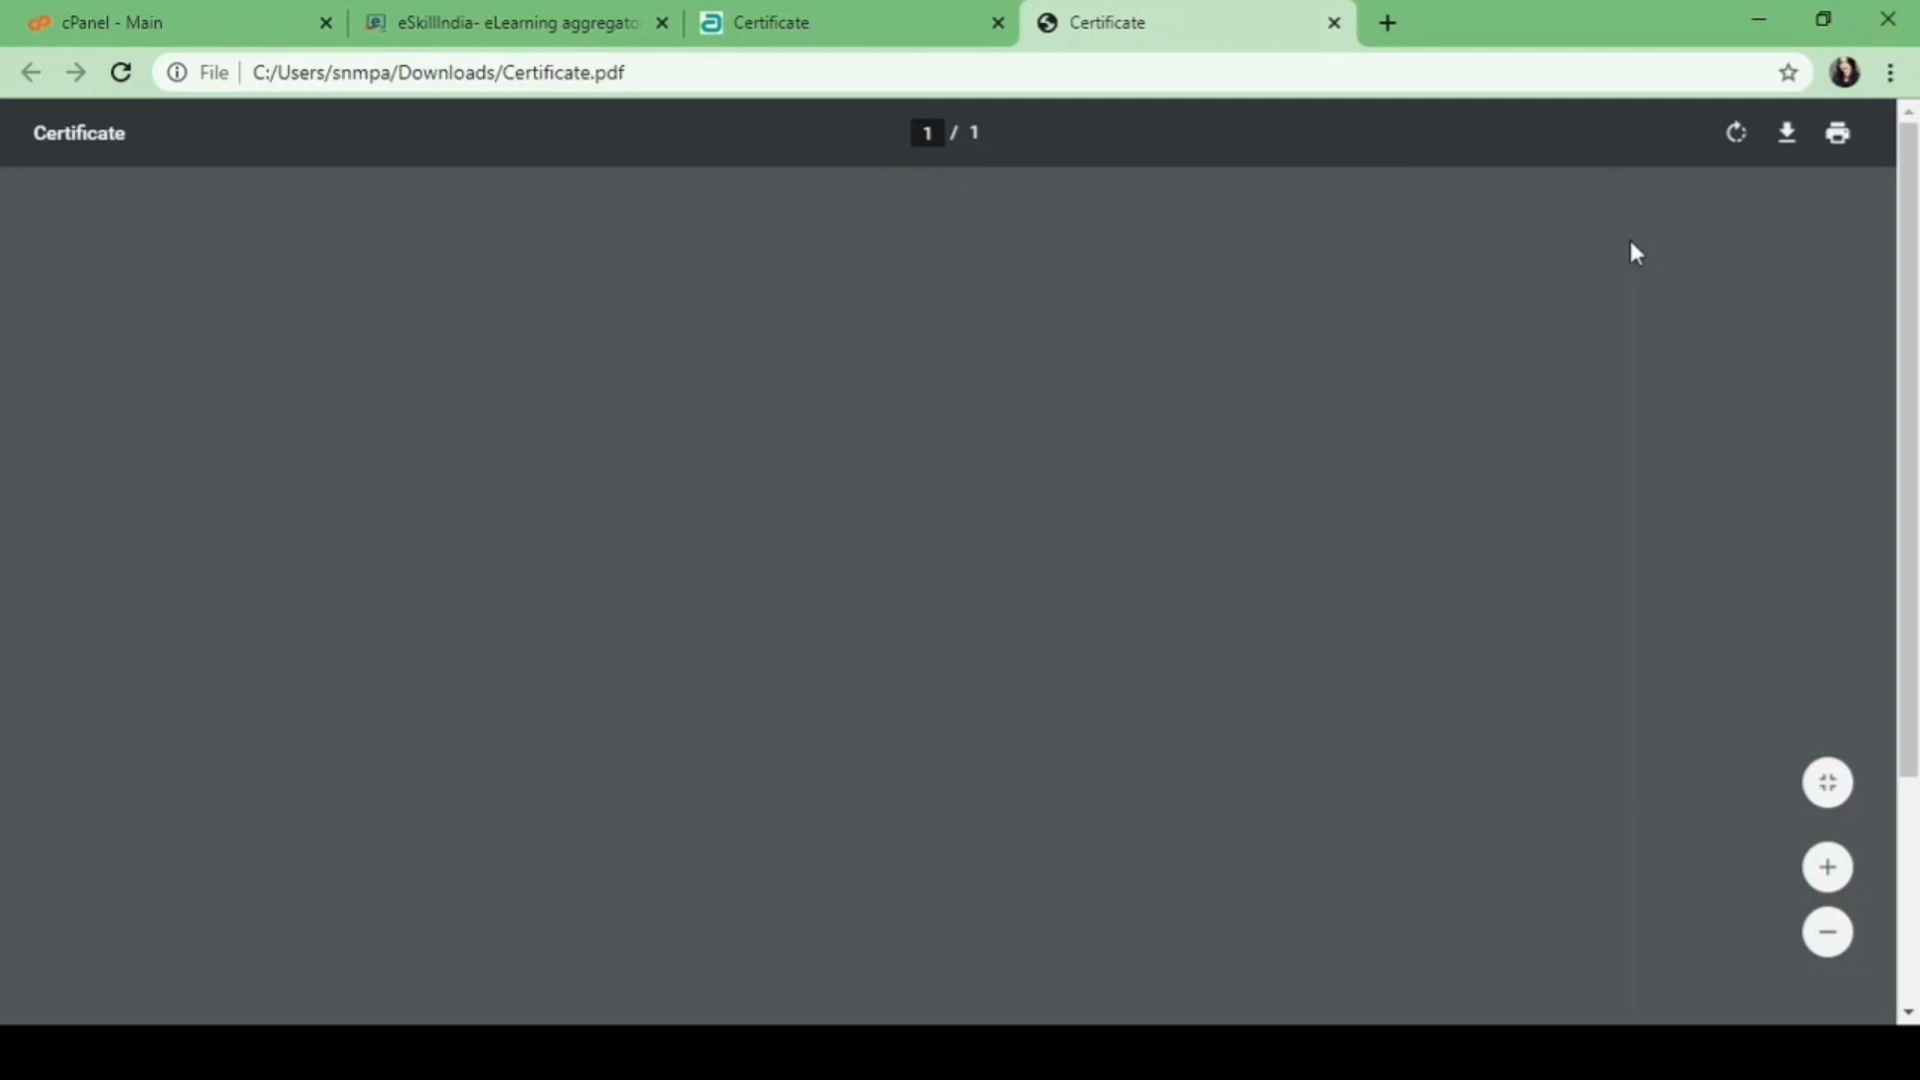 cPanel - Main
eSkillIndia- eLearning aggregato
Certificate
Certificate
File
C:/Users/snmpa/Downloads/Certificate.pdf
Certificate
1 / 1